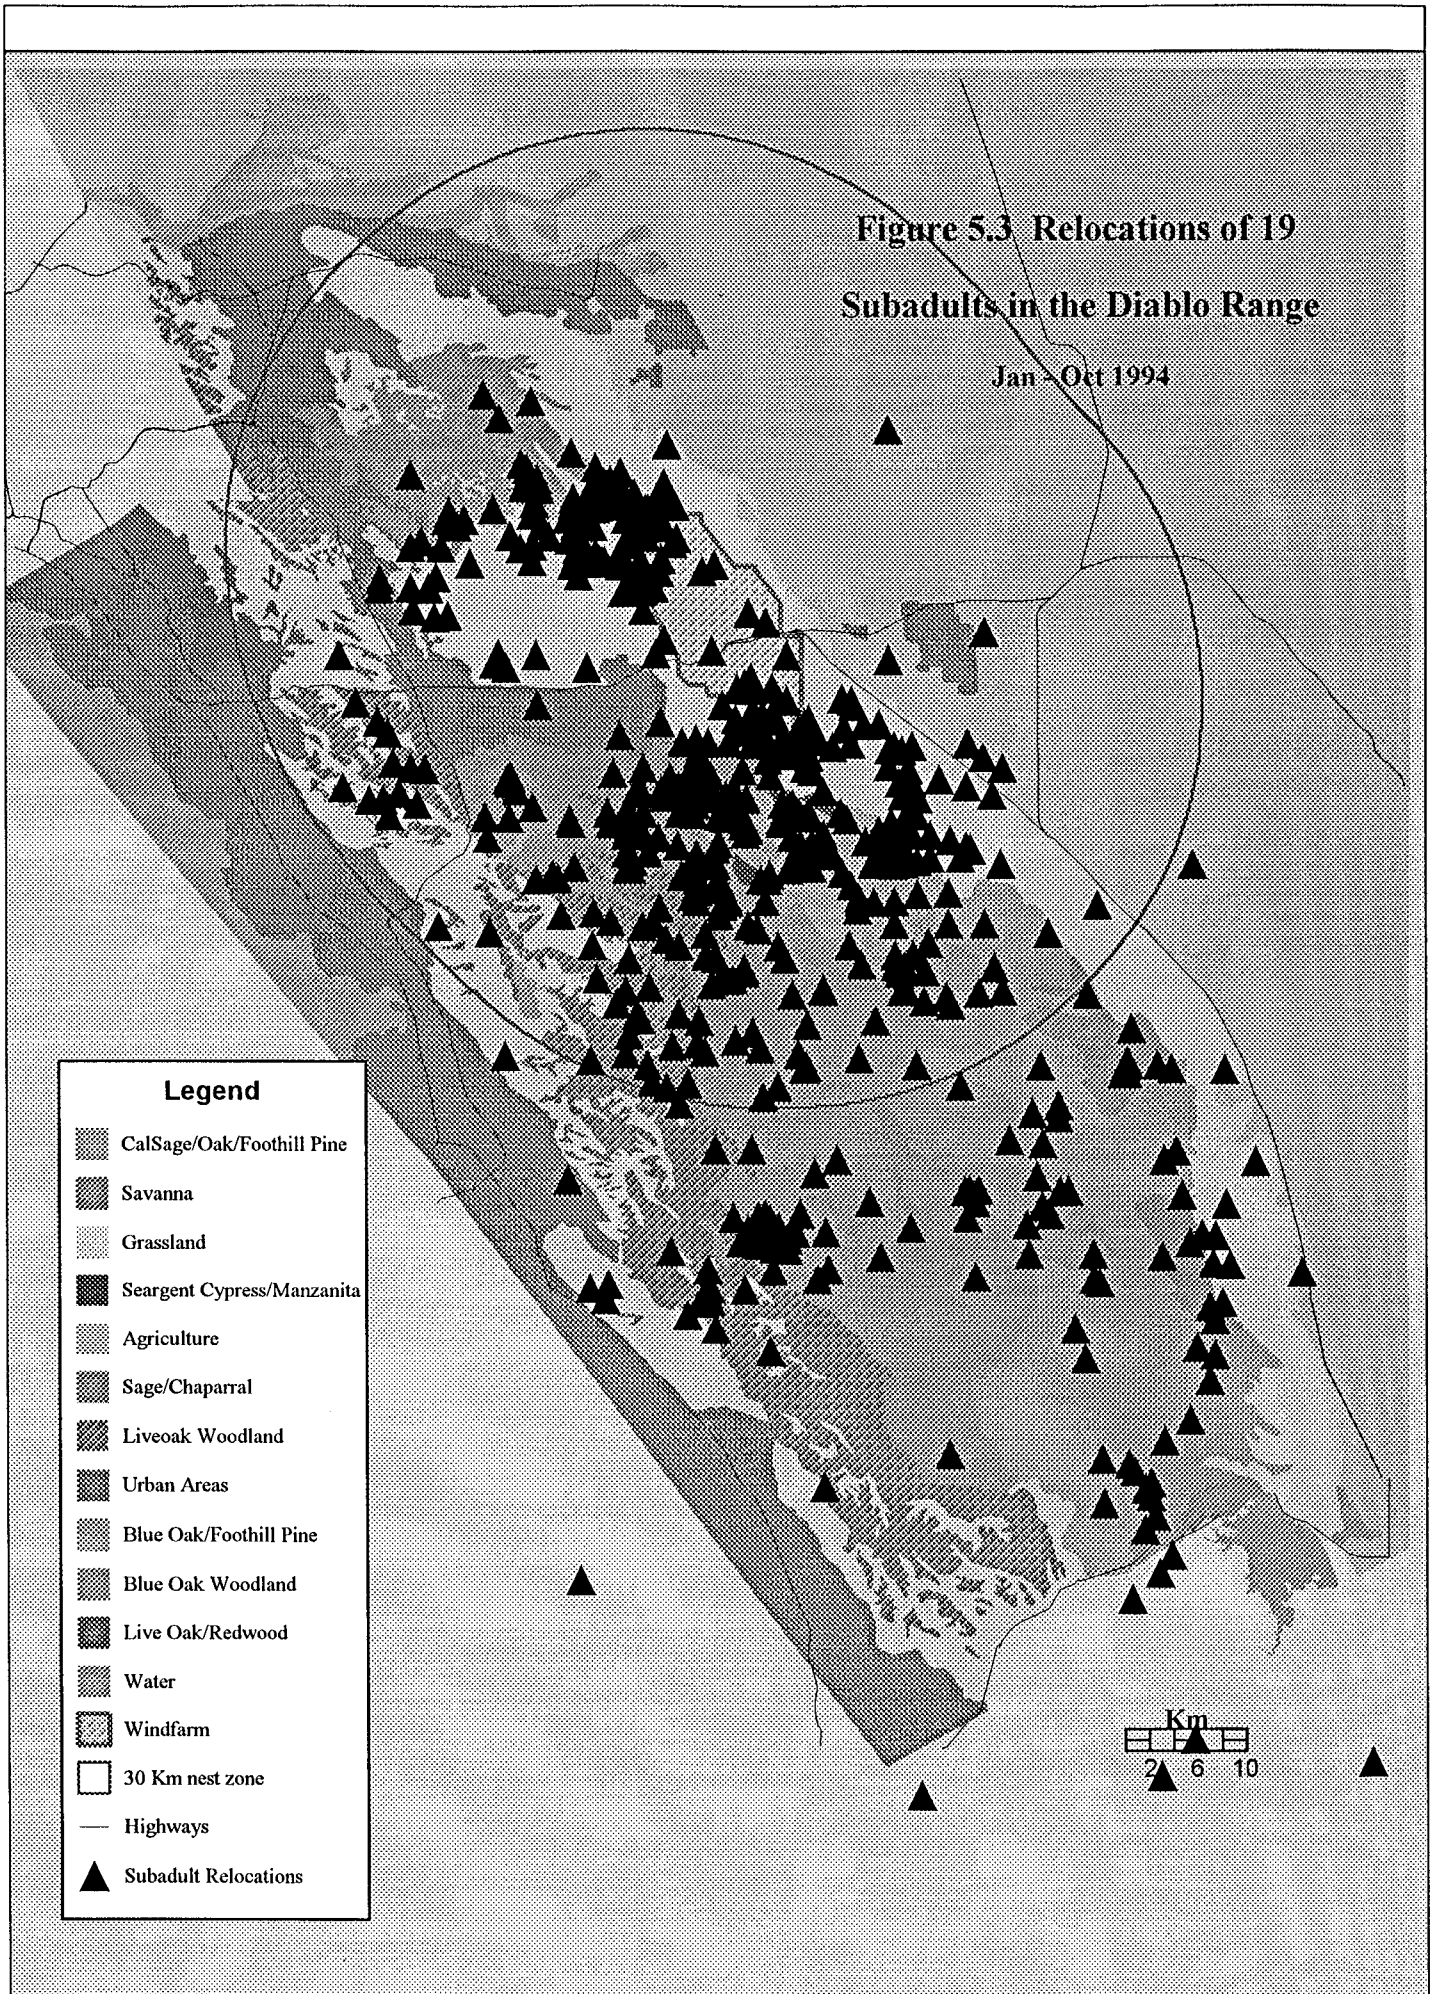 Figure 5.3 Relocations of 19
Subadults in the Diablo Range
Jan - Oct 1994
Legend
CalSage/Oak/Foothill Pine
Savanna
Grassland
Seargent Cypress/Manzanita
Agriculture
Sage/Chaparral
Liveoak Woodland
Urban Areas
Blue Oak/Foothill Pine
Blue Oak Woodland
Live Oak/Redwood
Water
Windfarm
30 Km nest zone
Highways
Subadult Relocations
Km
2 6 10